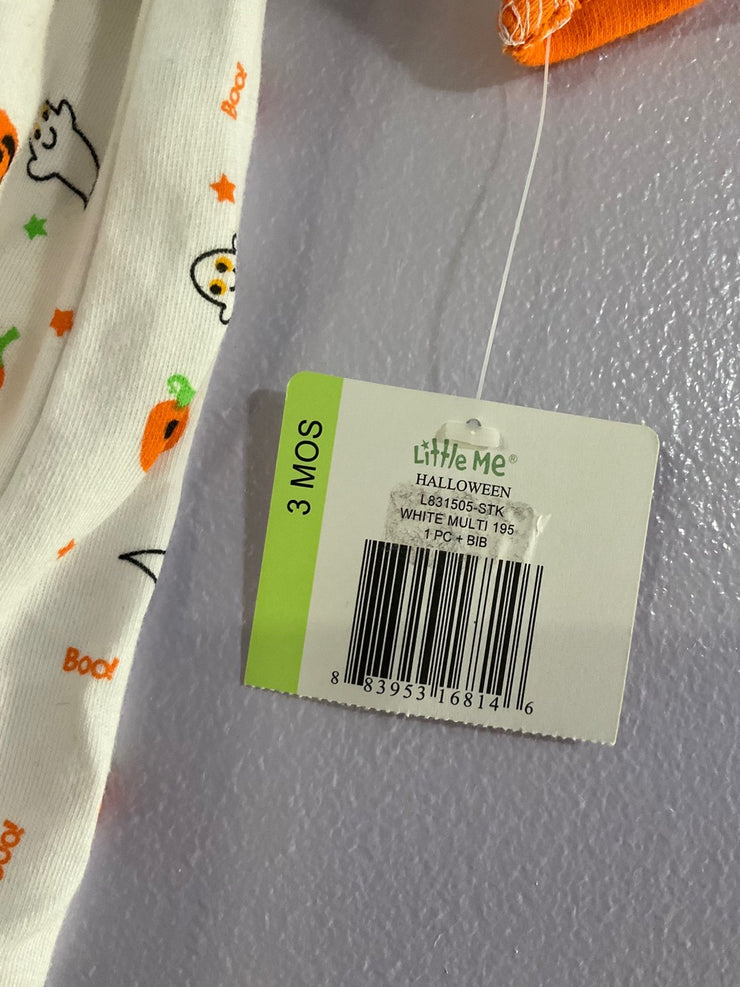 Boo!
3 MOS
Little Me®
HALLOWEEN
L831505-STK
WHITE MULTI 195
1 PC + BIB
8 83953 16814 6
Boo!